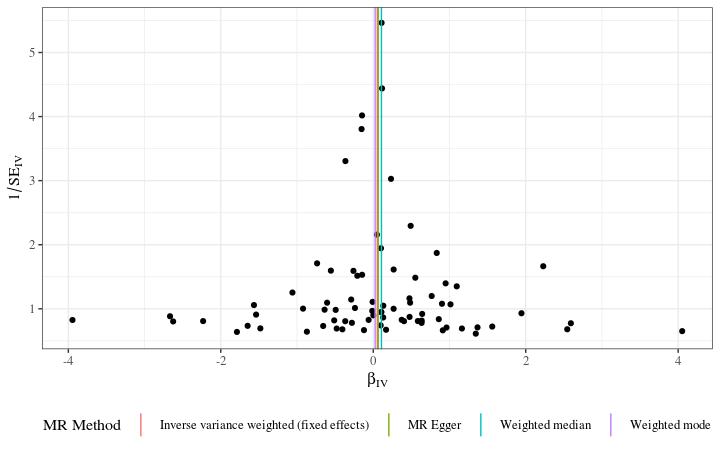 5
4
3
2
1
1/SE_IV
-4
-2
0
2
4
β_IV
MR Method
Inverse variance weighted (fixed effects)
MR Egger
Weighted median
Weighted mode